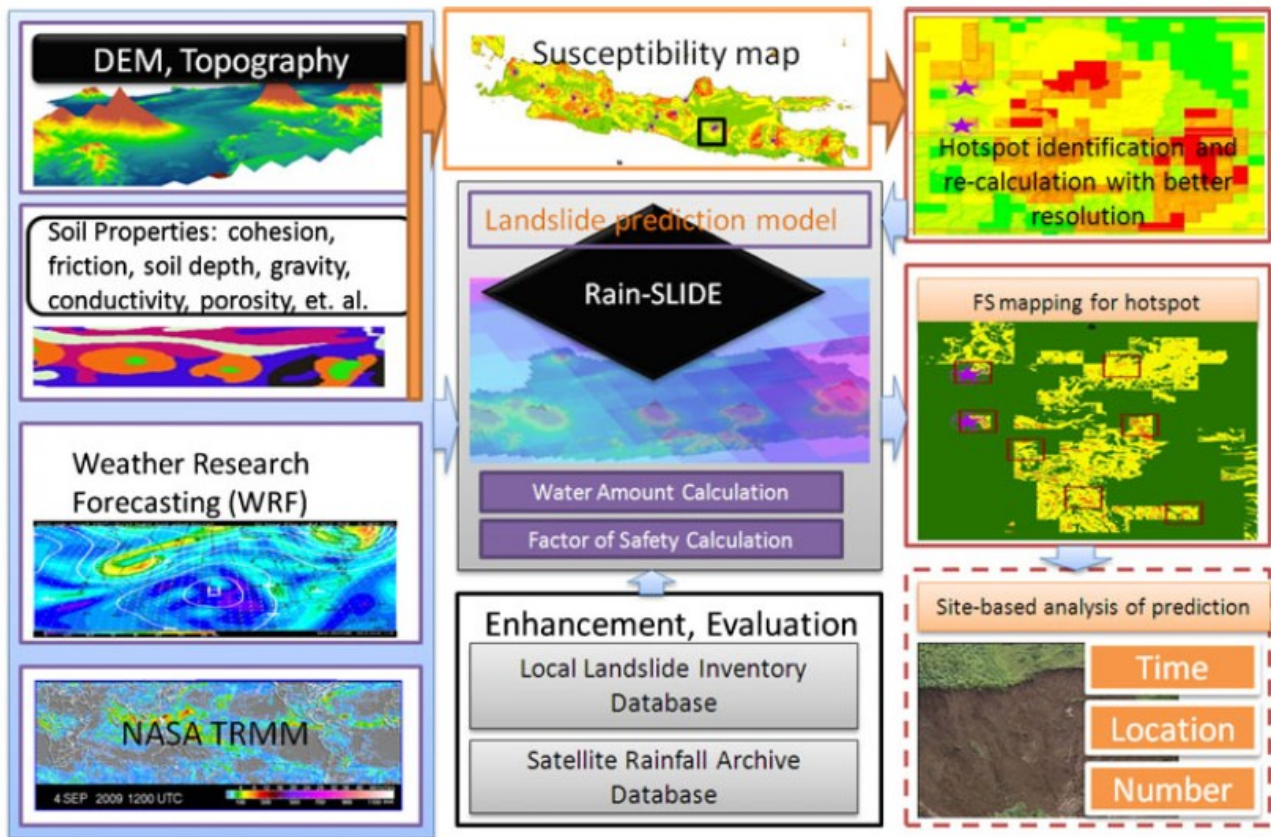 DEM, Topography
Soil Properties: cohesion,
friction, soil depth, gravity,
conductivity, porosity, et. al.
Weather Research
Forecasting (WRF)
NASA TRMM
4 SEP 2009 1200 UTC
Susceptibility map
Landslide prediction model
Rain-SLIDE
Water Amount Calculation
Factor of Safety Calculation
Enhancement, Evaluation
Local Landslide Inventory
Database
Satellite Rainfall Archive
Database
Hotspot identification and
re-calculation with better
resolution
FS mapping for hotspot
Site-based analysis of prediction
Time
Location
Number